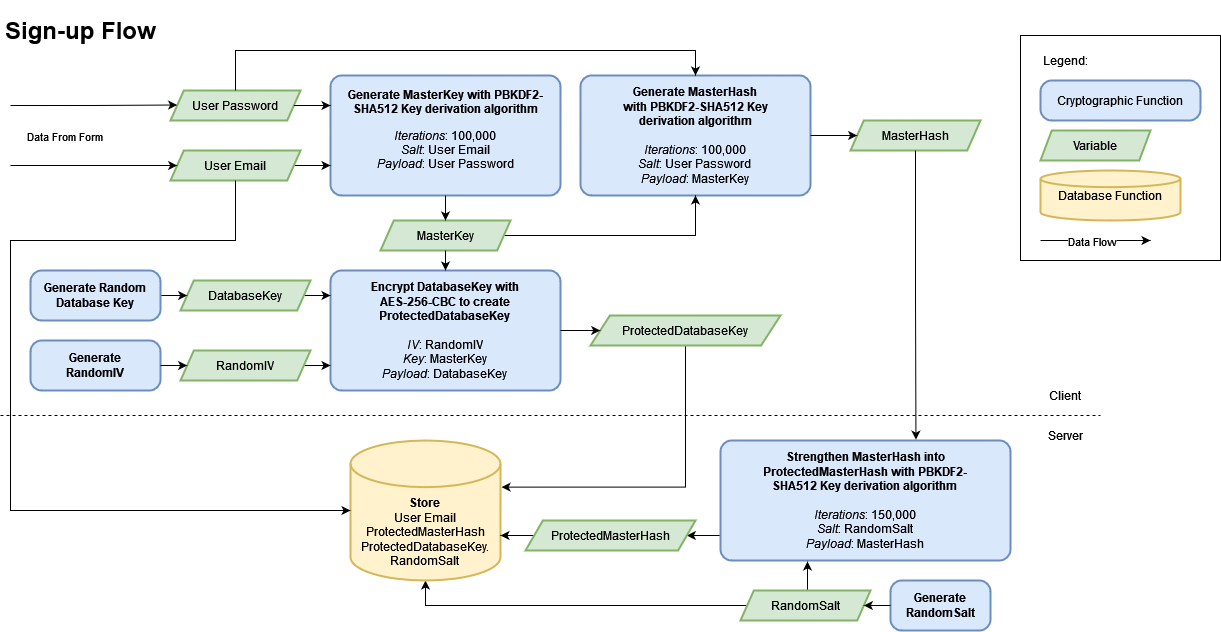 Sign-up Flow
Legend:
Cryptographic Function
Variable
Database Function
Data Flow
User Password
Data From Form
User Email
Generate MasterKey with PBKDF2-
SHA512 Key derivation algorithm
Iterations: 100,000
Salt: User Email
Payload: User Password
Generate MasterHash
with PBKDF2-SHA512 Key
derivation algorithm
Iterations: 100,000
Salt: User Password
Payload: MasterKey
MasterHash
MasterKey
Generate Random
Database Key
DatabaseKey
Generate
RandomIV
RandomIV
Encrypt DatabaseKey with
AES-256-CBC to create
ProtectedDatabaseKey
IV: RandomIV
Key: MasterKey
Payload: DatabaseKey
ProtectedDatabaseKey
Client
Server
Store
User Email
ProtectedMasterHash
ProtectedDatabaseKey.
RandomSalt
ProtectedMasterHash
Strengthen MasterHash into
ProtectedMasterHash with PBKDF2-
SHA512 Key derivation algorithm
Iterations: 150,000
Salt: RandomSalt
Payload: MasterHash
RandomSalt
Generate
RandomSalt